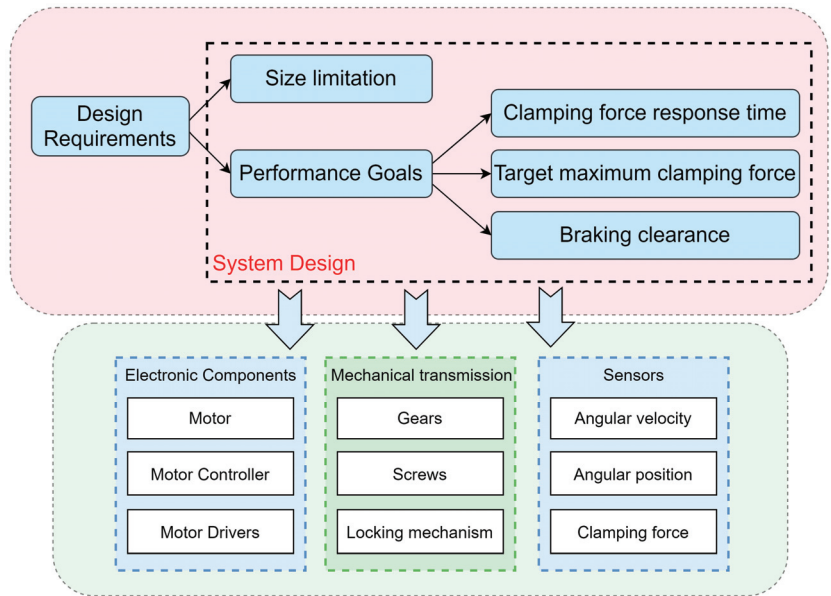 Size limitation
Design
Requirements
Clamping force response time
Performance Goals
Target maximum clamping force
Braking clearance
System Design
Electronic Components
Motor
Motor Controller
Motor Drivers
Mechanical transmission
Gears
Screws
Locking mechanism
Sensors
Angular velocity
Angular position
Clamping force